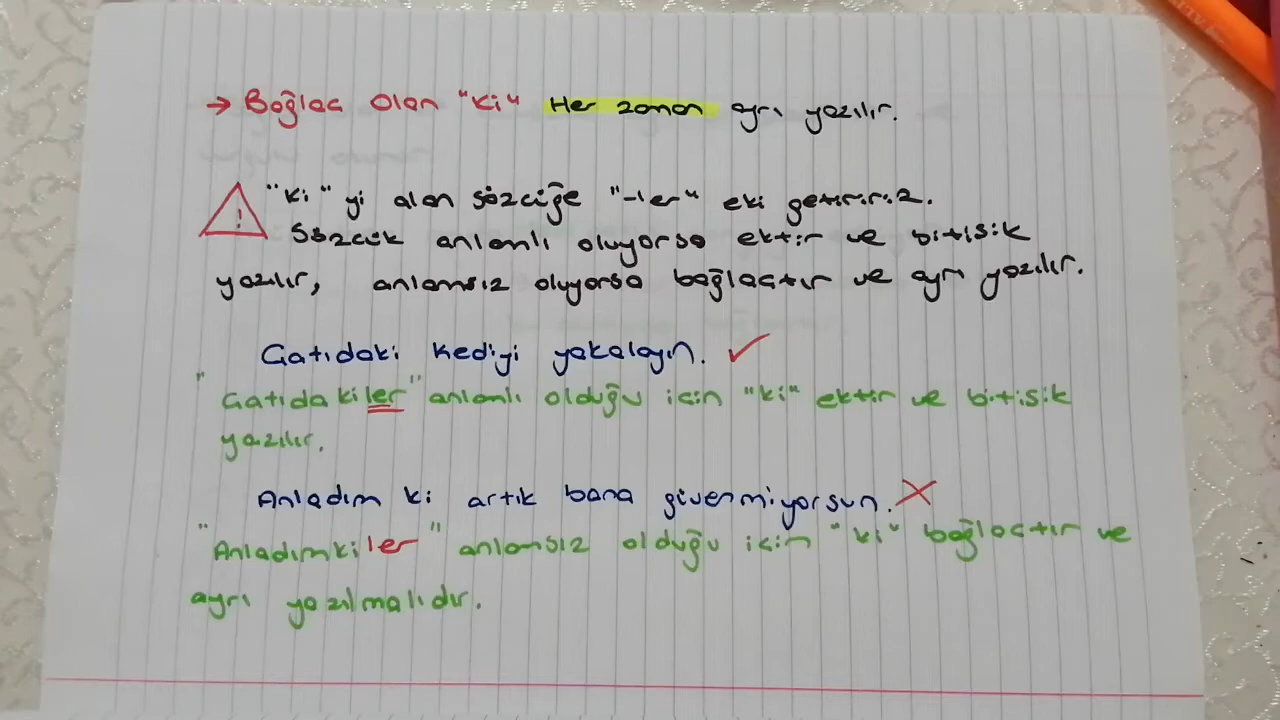 → Bağlaç Olan "ki" Her zaman ayrı yazılır.
"ki" yi alan sözcüğe "-ler" eki getiririz.
! Sözcük anlamlı oluyorsa ektir ve bitişik
yazılır, anlamsız oluyorsa bağlaçtır ve ayrı yazılır.
Çatıdaki kediyi yakalayın. ✓
"Çatıdakiler" anlamlı olduğu için "ki" ektir ve bitişik
yazılır.
Anladım ki artık bana güvenmiyorsun. ✗
"Anladımkiler" anlamsız olduğu için "ki" bağlaçtır ve
ayrı yazılmalıdır.